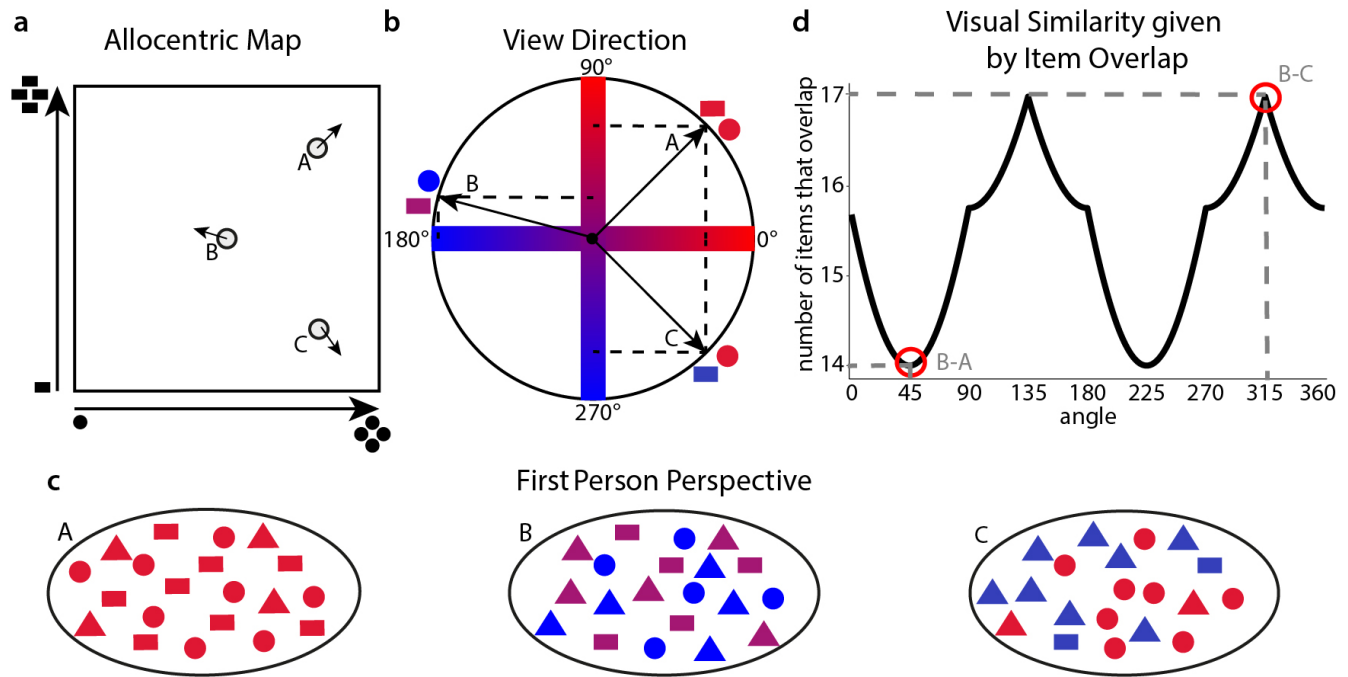 a
Allocentric Map
A
B
C
b
View Direction
90°
A
B
180°
0°
C
270°
d
Visual Similarity given
by Item Overlap
B-C
17
16
15
14
number of items that overlap
B-A
0 45 90 135 180 225 270 315 360
angle
c
First Person Perspective
A
B
C